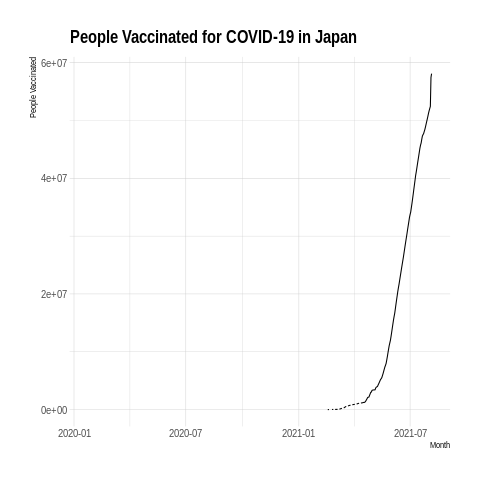 People Vaccinated for COVID-19 in Japan
People Vaccinated
6e+07
4e+07
2e+07
0e+00
2020-01 2020-07 2021-01 2021-07
Month